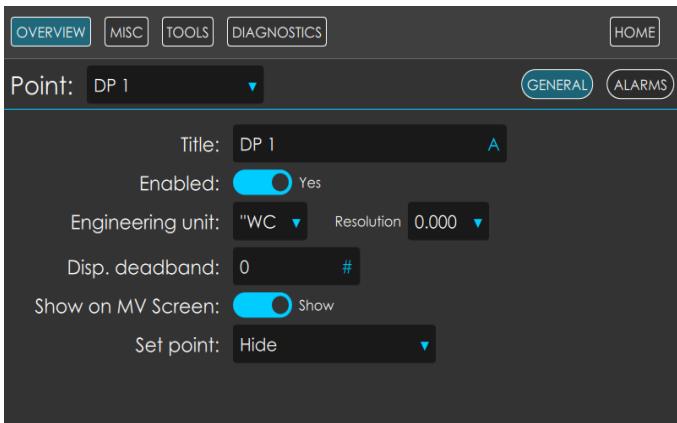 OVERVIEW MISC TOOLS DIAGNOSTICS HOME
Point: DP 1 GENERAL ALARMS
Title: DP 1 A
Enabled: Yes
Engineering unit: "WC Resolution 0.000
Disp. deadband: 0 #
Show on MV Screen: Show
Set point: Hide